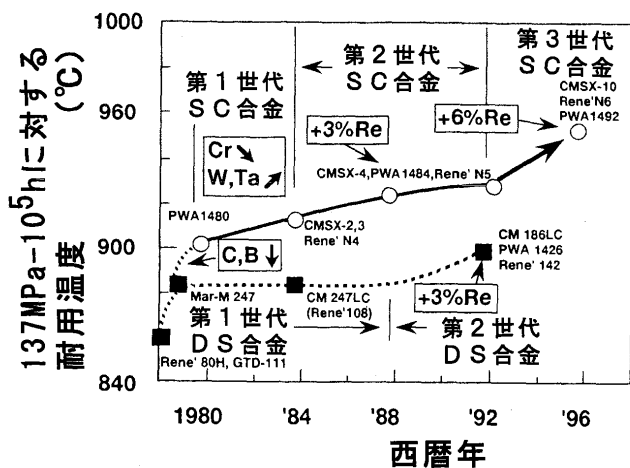 137MPa-10⁵hに対する
耐用温度
(℃)
1000
960
900
840
第1世代
SC合金
第2世代
SC合金
第3世代
SC合金
CMSX-10
Rene'N6
PWA1492
+6%Re
+3%Re
Cr↘
W,Ta↗
CMSX-4,PWA1484,Rene' N5
PWA1480
CMSX-2,3
Rene' N4
C,B↓
CM 186LC
PWA 1426
Rene' 142
+3%Re
Mar-M 247
CM 247LC
(Rene'108)
第1世代
DS合金
第2世代
DS合金
Rene' 80H, GTD-111
1980
'84
'88
'92
'96
西暦年